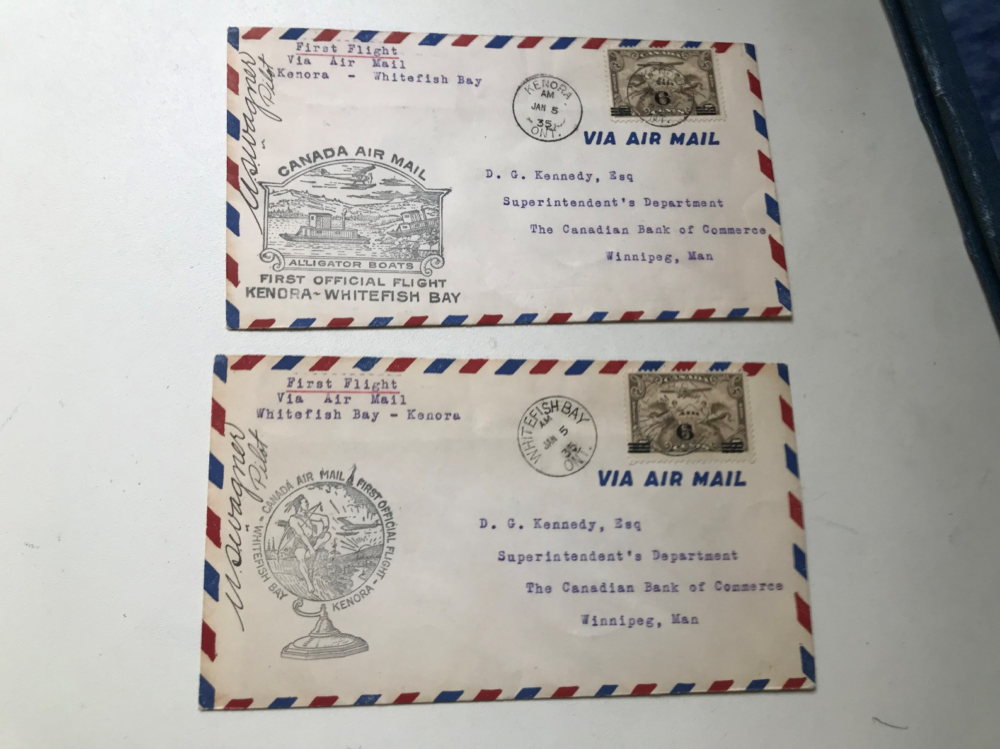 First Flight
Via Air Mail
Kenora - Whitefish Bay
Pilot
KENORA
AM
JAN 5
35
ONT.
CANADA
6
CENTS
VIA AIR MAIL
D. G. Kennedy, Esq
Superintendent's Department
The Canadian Bank of Commerce
Winnipeg, Man
CANADA AIR MAIL
ALLIGATOR BOATS
FIRST OFFICIAL FLIGHT
KENORA~WHITEFISH BAY
First Flight
Via Air Mail
Whitefish Bay - Kenora
Pilot
WHITEFISH BAY
AM
JAN 5
35
ONT.
CANADA
6
CENTS
VIA AIR MAIL
D. G. Kennedy, Esq
Superintendent's Department
The Canadian Bank of Commerce
Winnipeg, Man
WHITEFISH BAY - CANADA AIR MAIL FIRST OFFICIAL FLIGHT - KENORA -